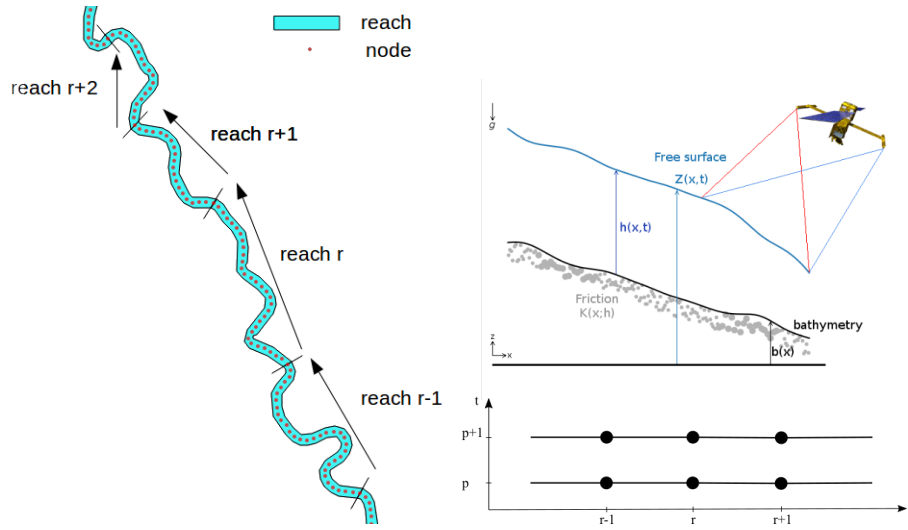 reach
node
reach r+2
reach r+1
reach r
reach r-1
g
Free surface
Z(x,t)
h(x,t)
Friction
K(x;h)
bathymetry
b(x)
z
x
t
p+1
p
r-1
r
r+1